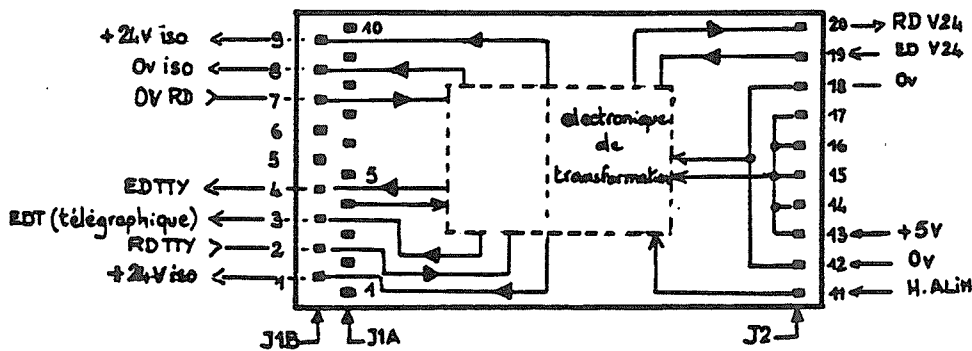 +24V iso
9
10
20
RD V24
0v iso
8
19
ED V24
0V RD
7
18
0v
6
électronique
17
5
de
16
EDTTY
4
5
transformation
15
EDT (télégraphique)
3
14
RDTTY
2
13
+5V
+24V iso
1
12
0v
1
11
H.ALIM
J1B
J1A
J2